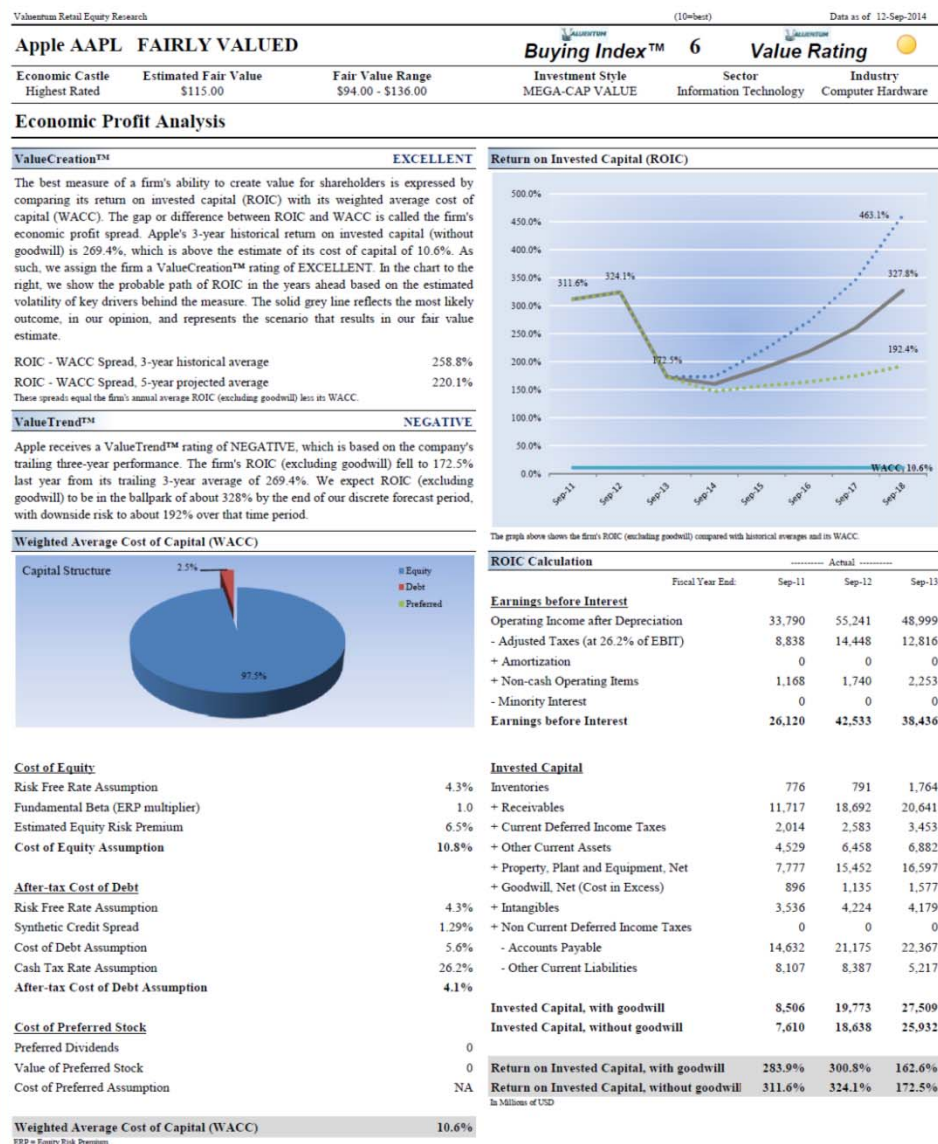 Valuentum Retail Equity Research (10=best) Data as of 12-Sep-2014
Apple AAPL FAIRLY VALUED VALUENTUM Buying Index™ 6 VALUENTUM Value Rating
Economic Castle Estimated Fair Value Fair Value Range Investment Style Sector Industry
Highest Rated $115.00 $94.00 - $136.00 MEGA-CAP VALUE Information Technology Computer Hardware
Economic Profit Analysis
ValueCreation™ EXCELLENT
The best measure of a firm's ability to create value for shareholders is expressed by
comparing its return on invested capital (ROIC) with its weighted average cost of
capital (WACC). The gap or difference between ROIC and WACC is called the firm's
economic profit spread. Apple's 3-year historical return on invested capital (without
goodwill) is 269.4%, which is above the estimate of its cost of capital of 10.6%. As
such, we assign the firm a ValueCreation™ rating of EXCELLENT. In the chart to the
right, we show the probable path of ROIC in the years ahead based on the estimated
volatility of key drivers behind the measure. The solid grey line reflects the most likely
outcome, in our opinion, and represents the scenario that results in our fair value
estimate.
ROIC - WACC Spread, 3-year historical average 258.8%
ROIC - WACC Spread, 5-year projected average 220.1%
These spreads equal the firm's annual average ROIC (excluding goodwill) less its WACC.
ValueTrend™ NEGATIVE
Apple receives a ValueTrend™ rating of NEGATIVE, which is based on the company's
trailing three-year performance. The firm's ROIC (excluding goodwill) fell to 172.5%
last year from its trailing 3-year average of 269.4%. We expect ROIC (excluding
goodwill) to be in the ballpark of about 328% by the end of our discrete forecast period,
with downside risk to about 192% over that time period.
Weighted Average Cost of Capital (WACC)
Capital Structure
2.5%
97.5%
Equity
Debt
Preferred
Cost of Equity
Risk Free Rate Assumption 4.3%
Fundamental Beta (ERP multiplier) 1.0
Estimated Equity Risk Premium 6.5%
Cost of Equity Assumption 10.8%
After-tax Cost of Debt
Risk Free Rate Assumption 4.3%
Synthetic Credit Spread 1.29%
Cost of Debt Assumption 5.6%
Cash Tax Rate Assumption 26.2%
After-tax Cost of Debt Assumption 4.1%
Cost of Preferred Stock
Preferred Dividends 0
Value of Preferred Stock 0
Cost of Preferred Assumption NA
Weighted Average Cost of Capital (WACC) 10.6%
ERP = Equity Risk Premium
Return on Invested Capital (ROIC)
500.0%
450.0%
400.0%
350.0%
300.0%
250.0%
200.0%
150.0%
100.0%
50.0%
0.0%
311.6%
324.1%
172.5%
463.1%
327.8%
192.4%
WACC, 10.6%
Sep-11 Sep-12 Sep-13 Sep-14 Sep-15 Sep-16 Sep-17 Sep-18
The graph above shows the firm's ROIC (excluding goodwill) compared with historical averages and its WACC.
ROIC Calculation ---------- Actual ----------
Fiscal Year End: Sep-11 Sep-12 Sep-13
Earnings before Interest
Operating Income after Depreciation 33,790 55,241 48,999
- Adjusted Taxes (at 26.2% of EBIT) 8,838 14,448 12,816
+ Amortization 0 0 0
+ Non-cash Operating Items 1,168 1,740 2,253
- Minority Interest 0 0 0
Earnings before Interest 26,120 42,533 38,436
Invested Capital
Inventories 776 791 1,764
+ Receivables 11,717 18,692 20,641
+ Current Deferred Income Taxes 2,014 2,583 3,453
+ Other Current Assets 4,529 6,458 6,882
+ Property, Plant and Equipment, Net 7,777 15,452 16,597
+ Goodwill, Net (Cost in Excess) 896 1,135 1,577
+ Intangibles 3,536 4,224 4,179
+ Non Current Deferred Income Taxes 0 0 0
- Accounts Payable 14,632 21,175 22,367
- Other Current Liabilities 8,107 8,387 5,217
Invested Capital, with goodwill 8,506 19,773 27,509
Invested Capital, without goodwill 7,610 18,638 25,932
Return on Invested Capital, with goodwill 283.9% 300.8% 162.6%
Return on Invested Capital, without goodwill 311.6% 324.1% 172.5%
In Millions of USD